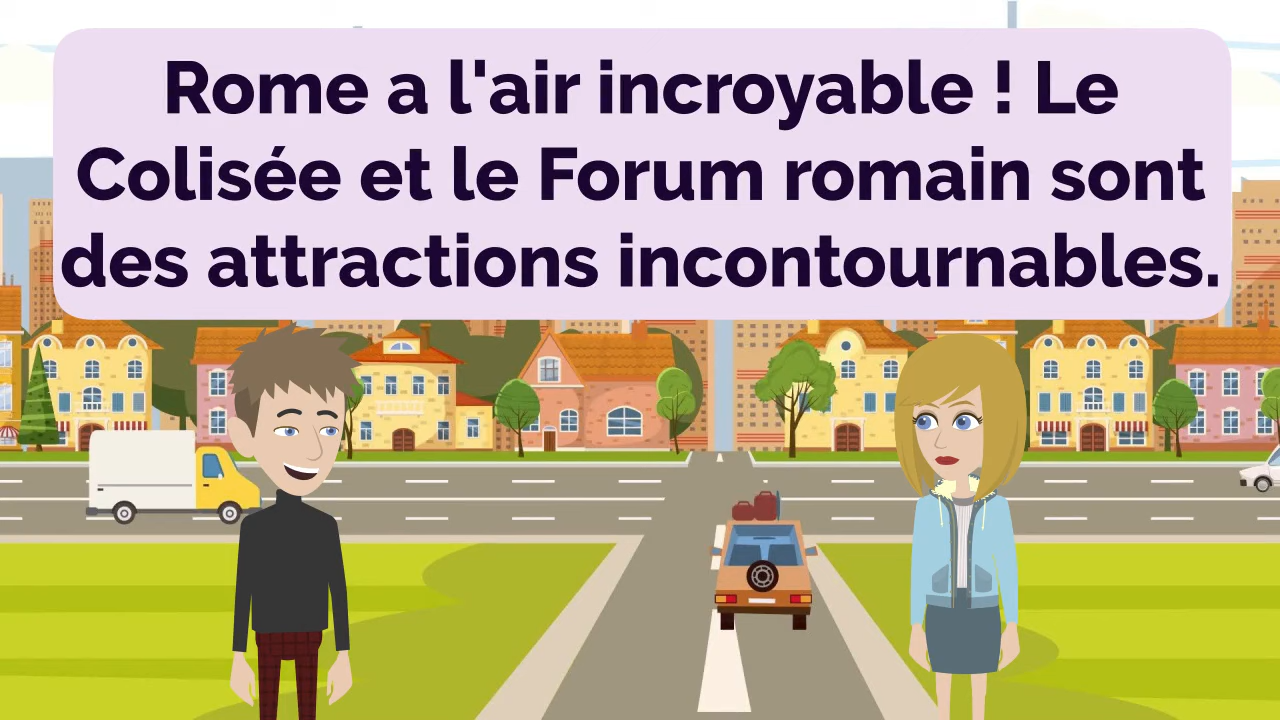 Rome a l'air incroyable ! Le
Colisée et le Forum romain sont
des attractions incontournables.